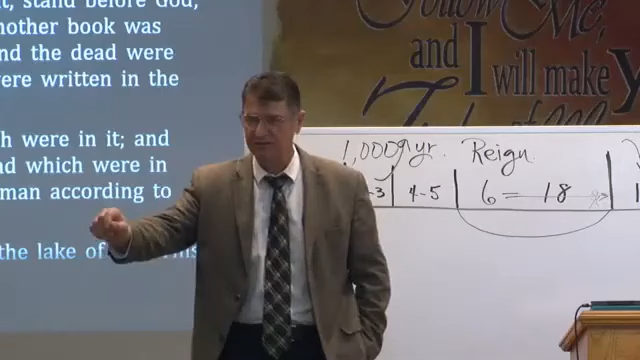 t, stand before God,
nother book was
nd the dead were
were written in the
h were in it; and
d which were in
man according to
the lake of
Follow Me,
and I will make
1,000 yr. Reign
-3 4-5 6 = 18